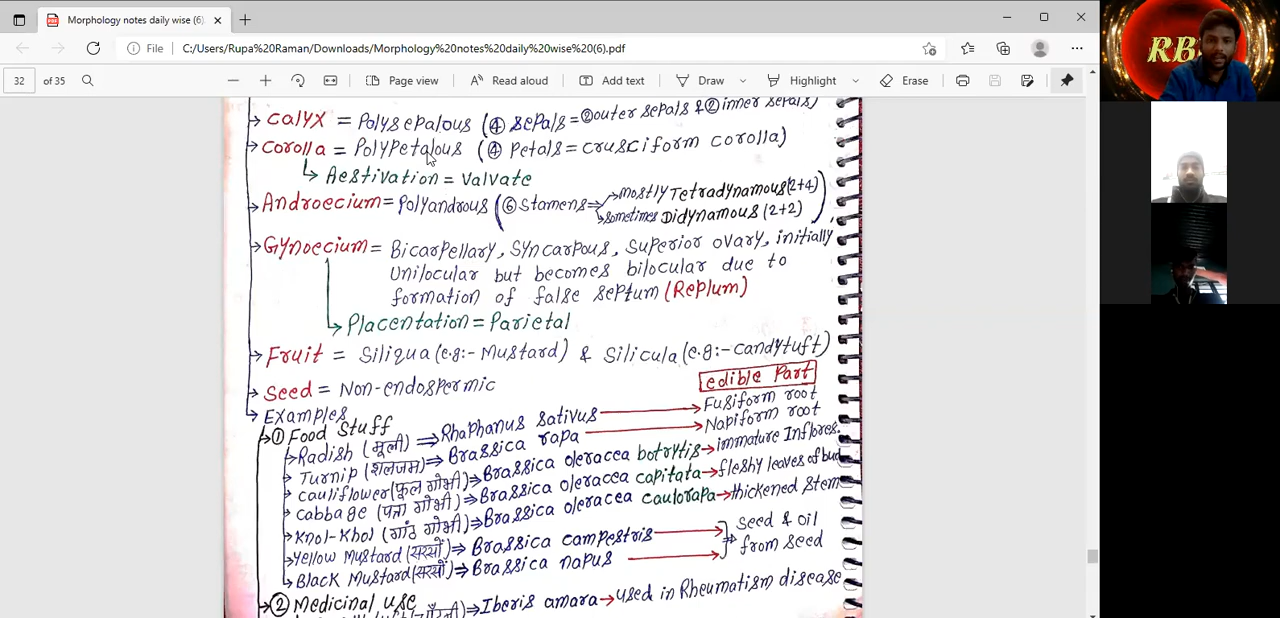 Morphology notes daily wise (6).
File
C:/Users/Rupa%20Raman/Downloads/Morphology%20notes%20daily%20wise%20(6).pdf
32 of 35
Page view
Read aloud
Add text
Draw
Highlight
Erase
RB
Calyx = Polysepalous (④ sepals = ②outer sepals & ② inner sepals)
Corolla = Polypetalous (④ Petals = crusciform corolla)
Aestivation = Valvate
Androecium = Polyandrous (⑥ Stamens
mostly Tetradynamous (2+4)
sometimes Didynamous (2+2))
Gynoecium = Bicarpellary, Syncarpous, Superior ovary, initially
Unilocular but becomes bilocular due to
formation of false septum (Replum)
Placentation = Parietal
Fruit = Siliqua (e.g:- Mustard) & Silicula (e.g:- candytuft)
Seed = Non-endospermic
edible Part
Examples
① Food Stuff
Radish (मूली) ⇒ Rhaphanus sativus → Fusiform root
Turnip (शलजम) ⇒ Brassica rapa → Napiform root
Cauliflower (फूल गोभी) ⇒ Brassica oleracea botrytis → immature Inflores.
Cabbage (पत्ता गोभी) ⇒ Brassica oleracea capitata → fleshy leaves of bud
Knol-Khol (गांठ गोभी) ⇒ Brassica oleracea caulorapa → thickened stem
Yellow Mustard (सरसों) ⇒ Brassica campestris → Seed & oil
Black Mustard (सरसों) ⇒ Brassica napus → from seed
② Medicinal use
⇒ Iberis amara → used in Rheumatism disease